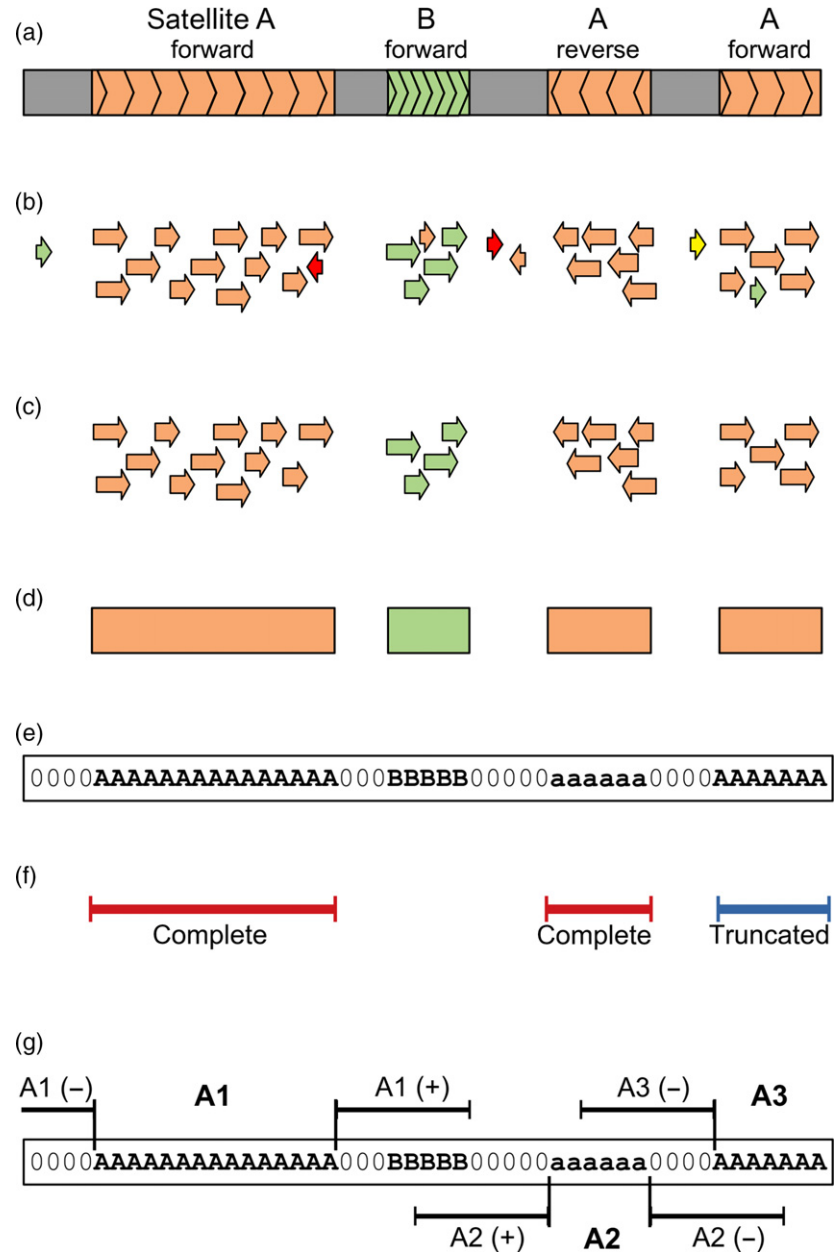 (a)
Satellite A B A A
forward forward reverse forward
(b)
(c)
(d)
(e)
0000AAAAAAAAAAAAAAA000BBBBB00000aaaaaa0000AAAAAAA
(f)
Complete Complete Truncated
(g)
A1 (–) A1 A1 (+) A3 (–) A3
0000AAAAAAAAAAAAAAA000BBBBB00000aaaaaa0000AAAAAAA
A2 (+) A2 A2 (–)